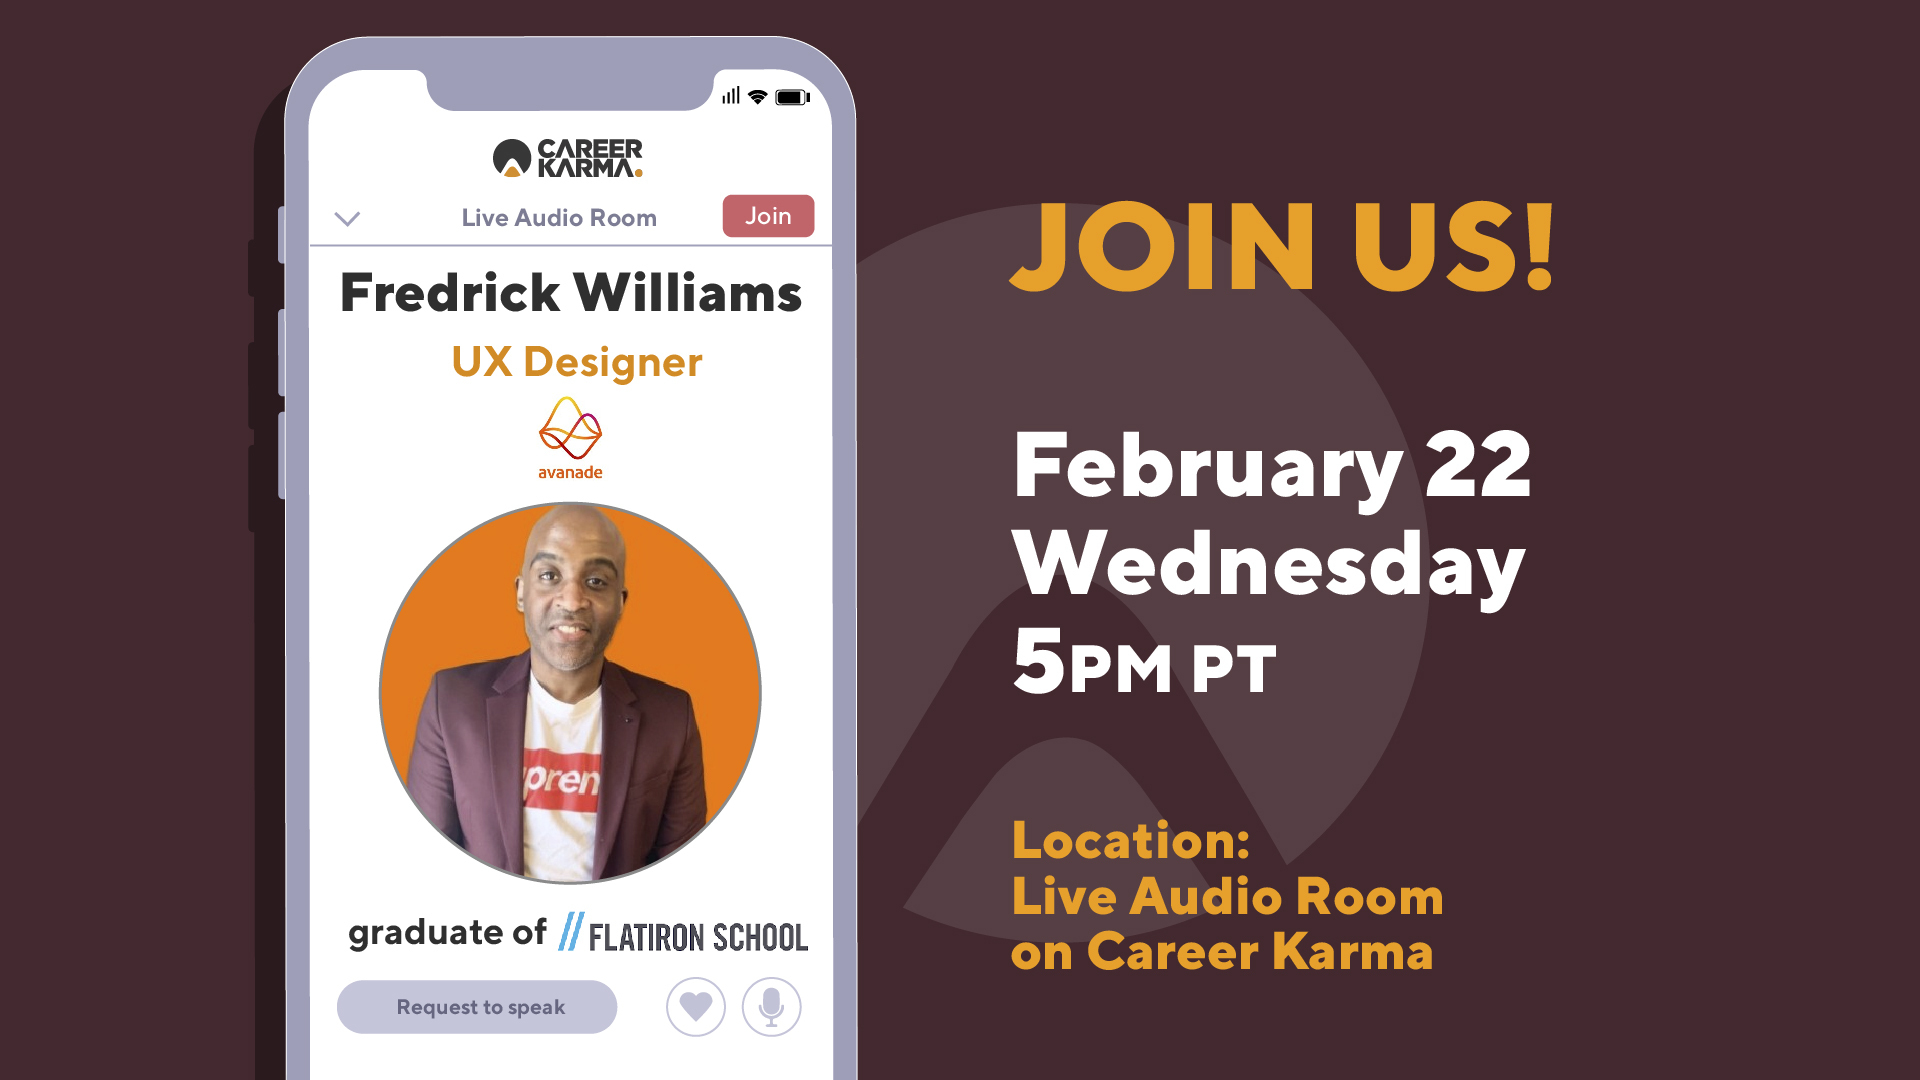 CAREER
KARMA.
Live Audio Room
Join
Fredrick Williams
UX Designer
avanade
pren
graduate of // FLATIRON SCHOOL
Request to speak
JOIN US!
February 22
Wednesday
5PM PT
Location:
Live Audio Room
on Career Karma